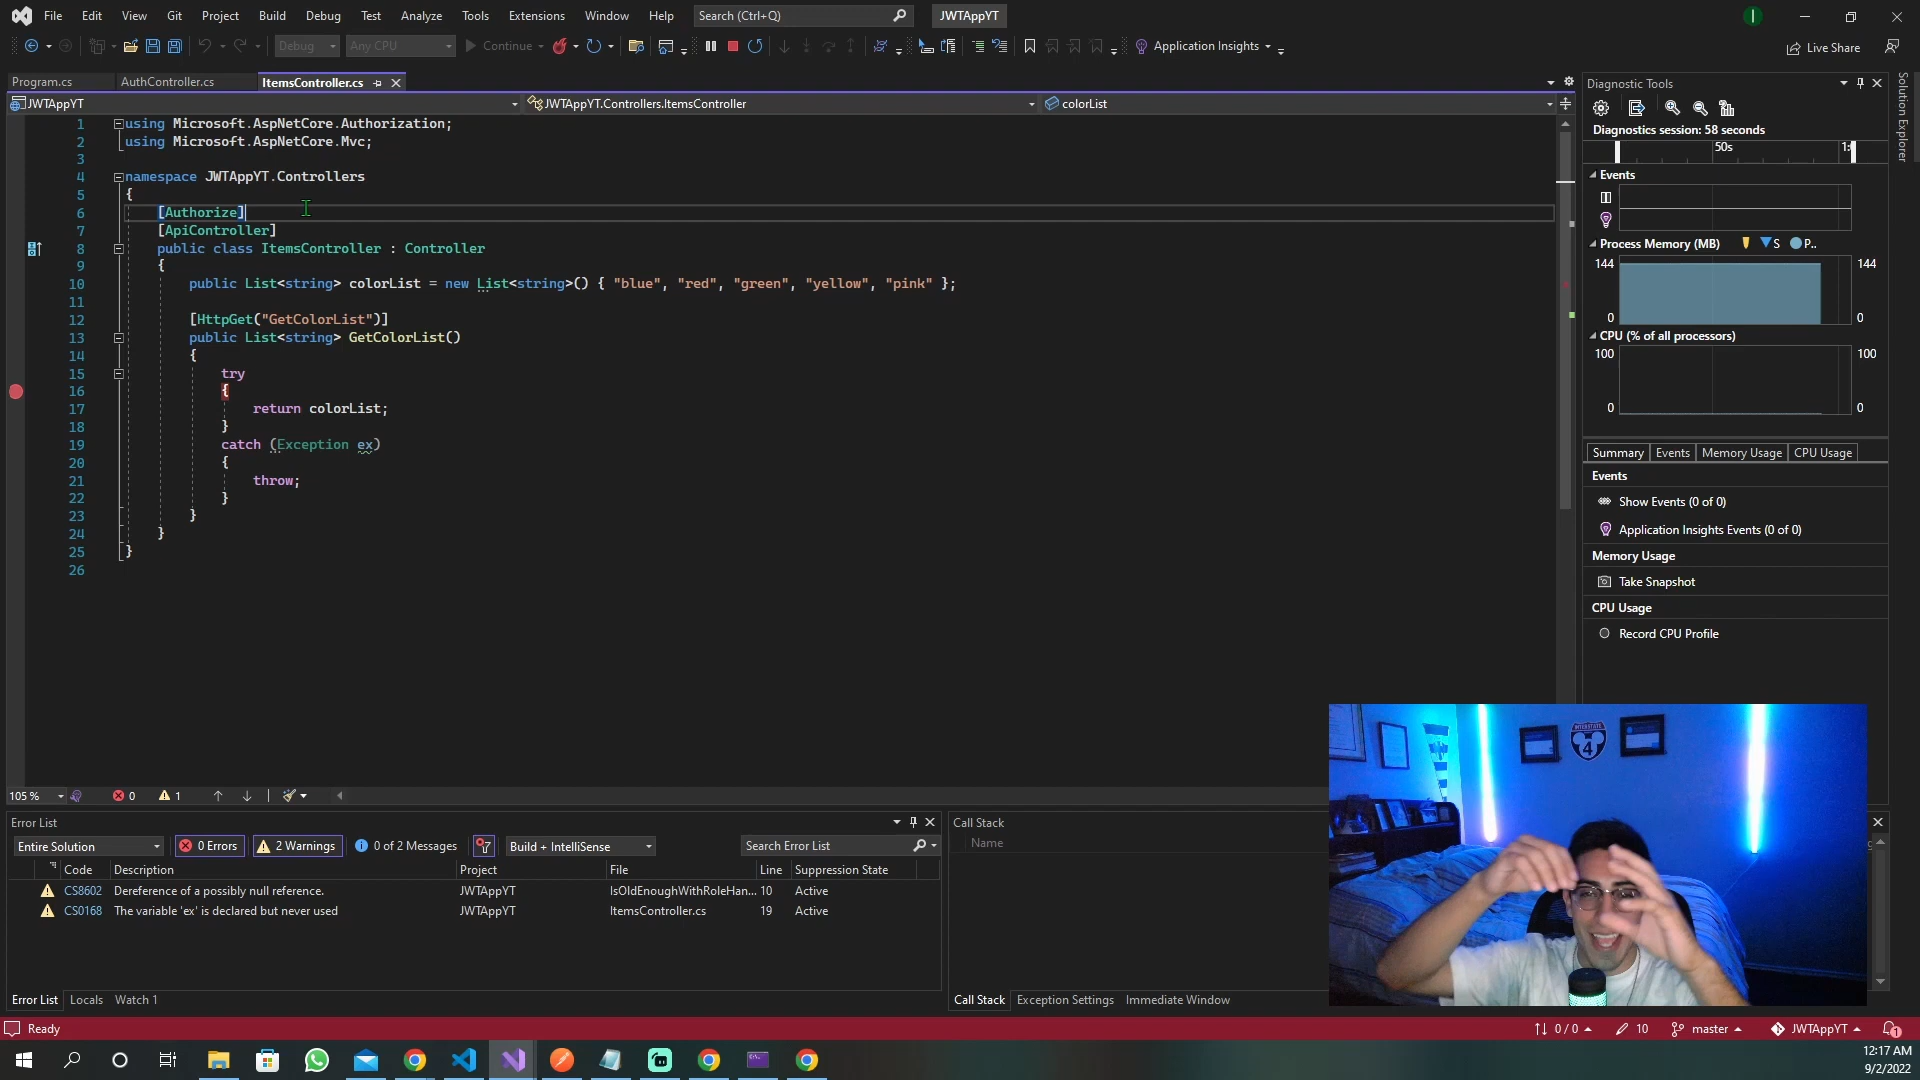 File Edit View Git Project Build Debug Test Analyze Tools Extensions Window Help Search (Ctrl+Q) JWTAppYT
Debug Any CPU Continue Application Insights Live Share
Program.cs AuthController.cs ItemsController.cs
JWTAppYT JWTAppYT.Controllers.ItemsController colorList
1 using Microsoft.AspNetCore.Authorization;
2 using Microsoft.AspNetCore.Mvc;
3
4 namespace JWTAppYT.Controllers
5 {
6 [Authorize]
7 [ApiController]
8 public class ItemsController : Controller
9 {
10 public List<string> colorList = new List<string>() { "blue", "red", "green", "yellow", "pink" };
11
12 [HttpGet("GetColorList")]
13 public List<string> GetColorList()
14 {
15 try
16 {
17 return colorList;
18 }
19 catch (Exception ex)
20 {
21 throw;
22 }
23 }
24 }
25 }
26
Diagnostic Tools
Diagnostics session: 58 seconds
50s
Events
Process Memory (MB) S P..
144 144
0 0
CPU (% of all processors)
100 100
0 0
Summary Events Memory Usage CPU Usage
Events
Show Events (0 of 0)
Application Insights Events (0 of 0)
Memory Usage
Take Snapshot
CPU Usage
Record CPU Profile
Solution Explorer
105 % 0 1
Error List
Entire Solution 0 Errors 2 Warnings 0 of 2 Messages Build + IntelliSense Search Error List
Code Description Project File Line Suppression State
CS8602 Dereference of a possibly null reference. JWTAppYT IsOldEnoughWithRoleHan... 10 Active
CS0168 The variable 'ex' is declared but never used JWTAppYT ItemsController.cs 19 Active
Error List Locals Watch 1
Call Stack
Name
Call Stack Exception Settings Immediate Window
INTERSTATE
4
Ready 0 / 0 10 master JWTAppYT 1
12:17 AM
9/2/2022